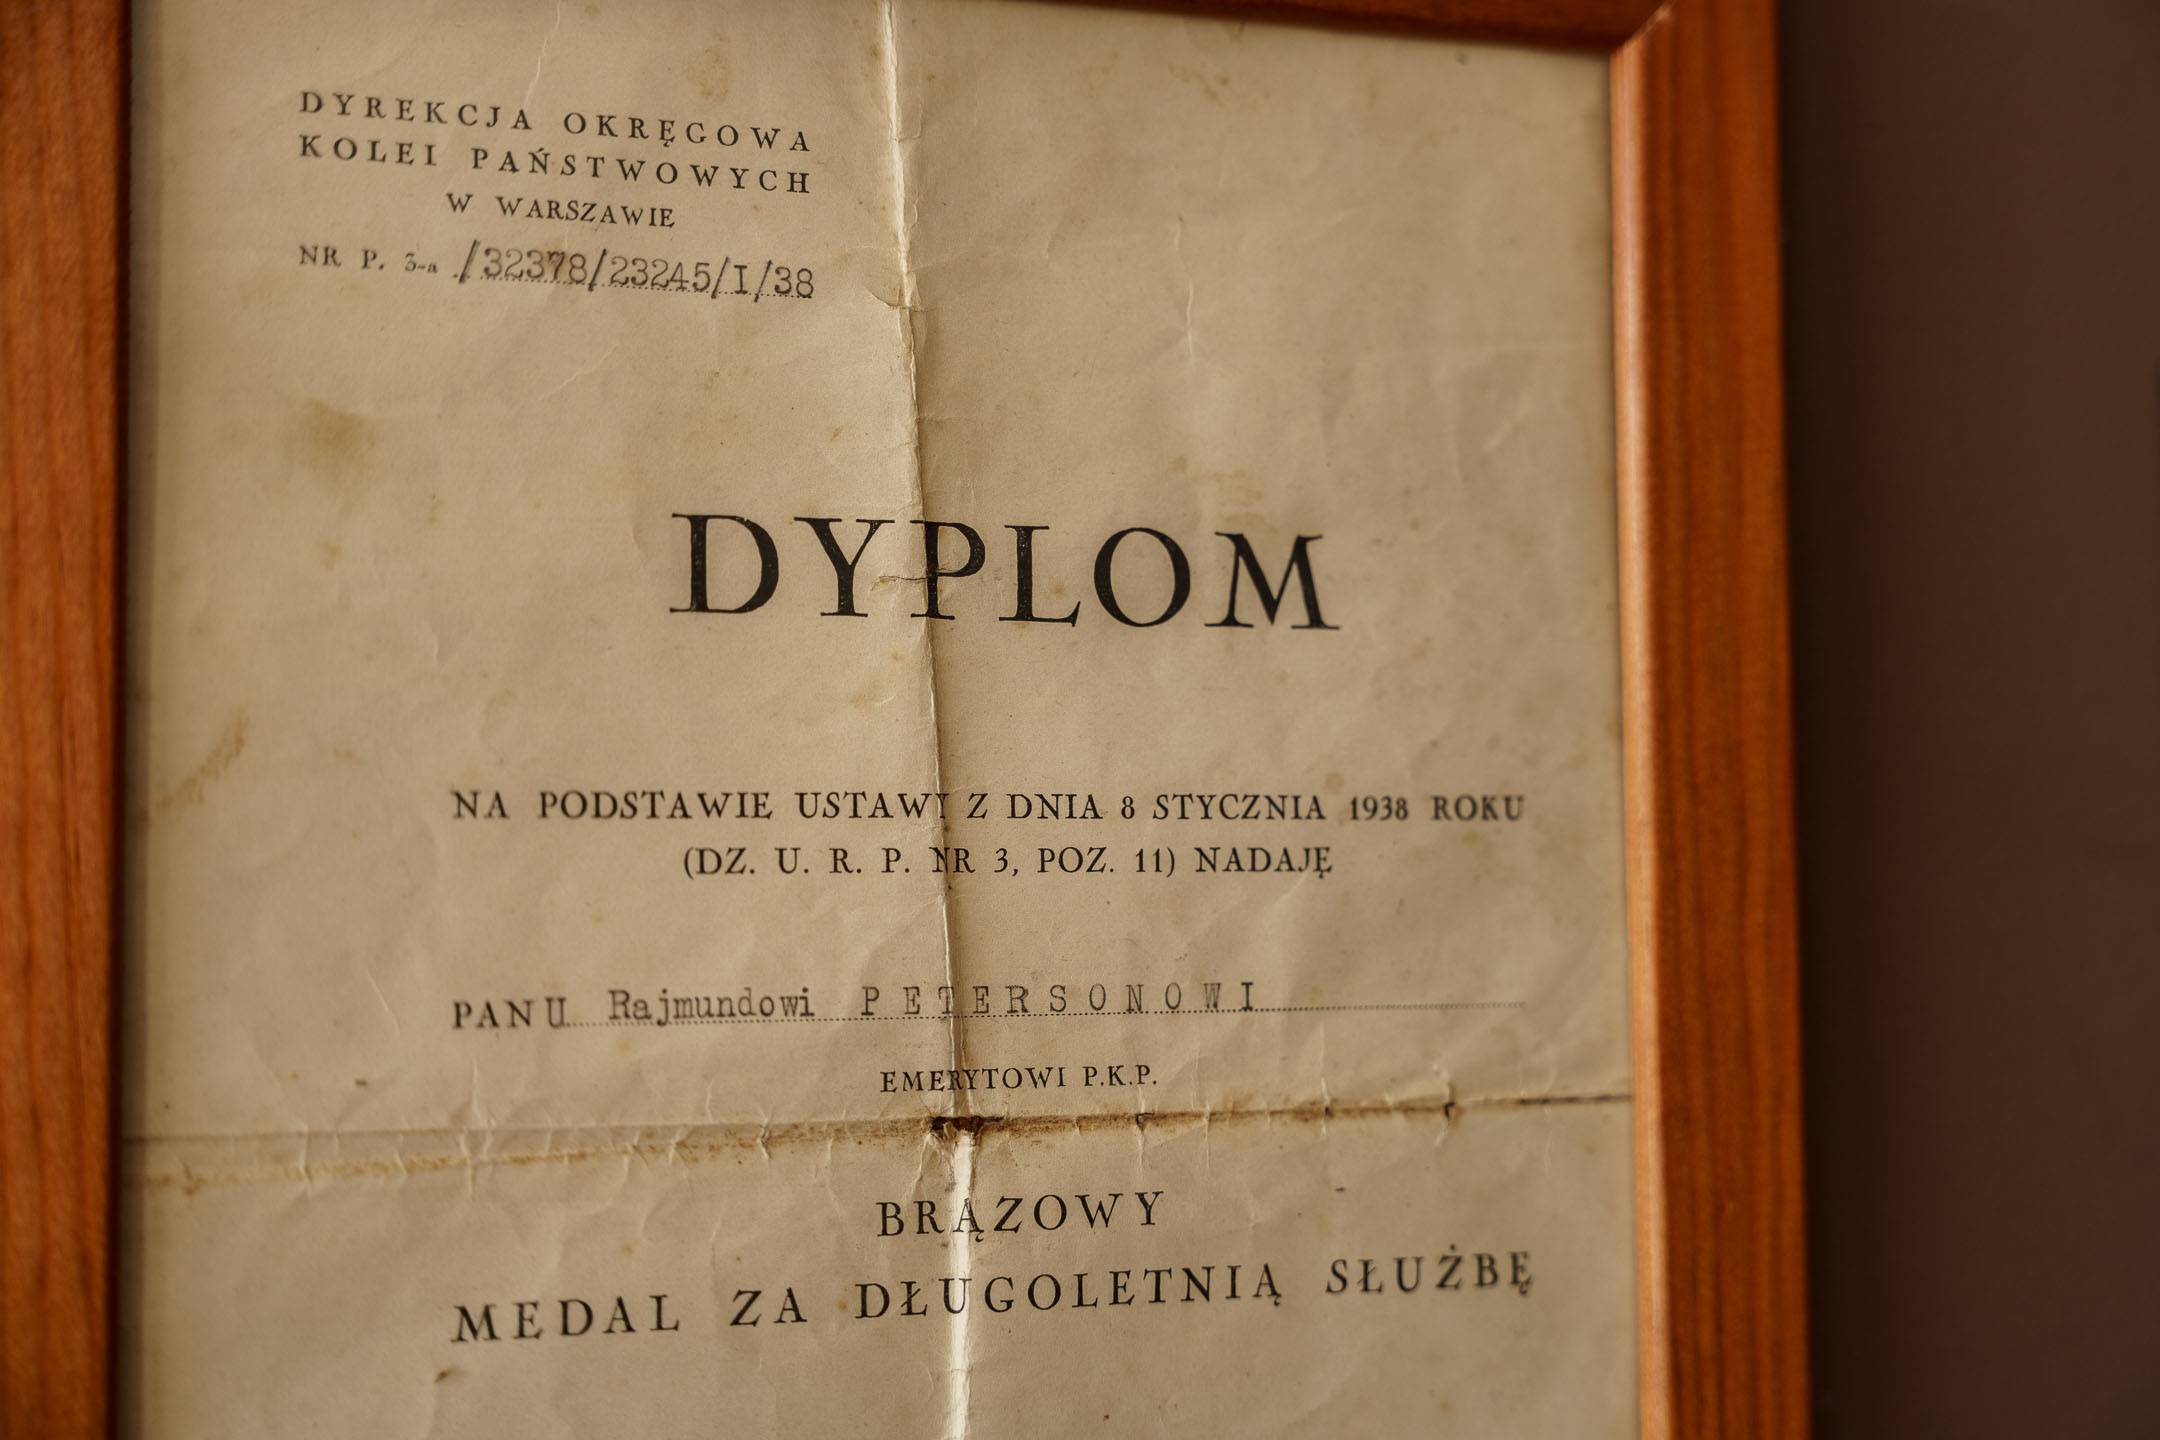 DYREKCJA OKRĘGOWA
KOLEI PAŃSTWOWYCH
W WARSZAWIE
NR P. 3-a ./32378/23245/I/38
DYPLOM
NA PODSTAWIE USTAWY Z DNIA 8 STYCZNIA 1938 ROKU
(DZ. U. R. P. NR 3, POZ. 11) NADAJĘ
PANU Rajmundowi PETERSONOWI
EMERYTOWI P.K.P.
BRĄZOWY
MEDAL ZA DŁUGOLETNIĄ SŁUŻBĘ